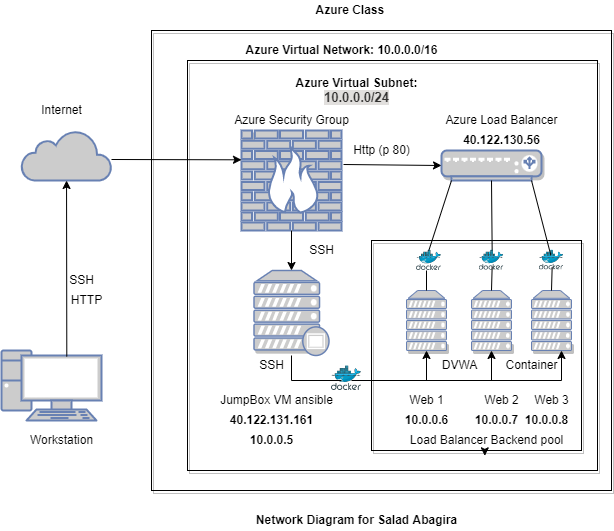 Azure Class
Azure Virtual Network: 10.0.0.0/16
Azure Virtual Subnet:
10.0.0.0/24
Internet
Azure Security Group
Azure Load Balancer
40.122.130.56
Http (p 80)
SSH
docker
docker
docker
SSH
HTTP
SSH
docker
DVWA
Container
JumpBox VM ansible
40.122.131.161
10.0.0.5
Web 1
Web 2
Web 3
10.0.0.6
10.0.0.7
10.0.0.8
Workstation
Load Balancer Backend pool
Network Diagram for Salad Abagira